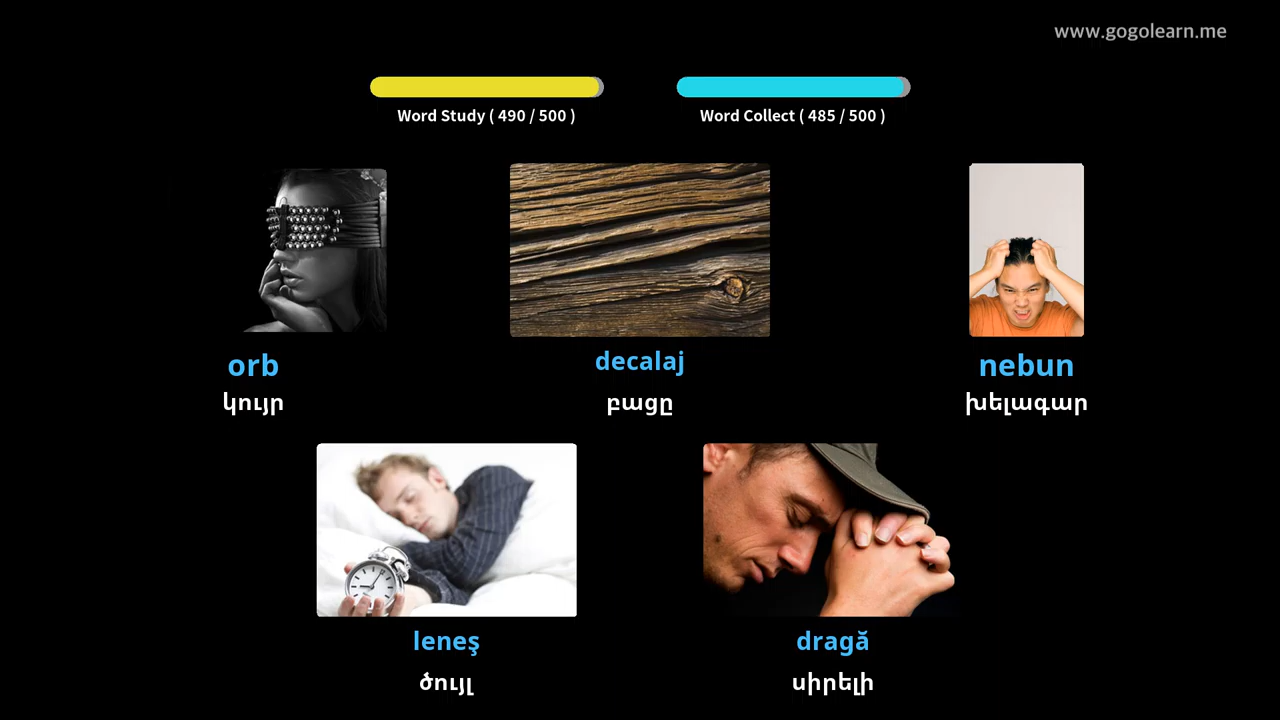 www.gogolearn.me
Word Study ( 490 / 500 )
Word Collect ( 485 / 500 )
orb
decalaj
nebun
կույր
բացը
խելագար
leneş
dragă
ծույլ
սիրելի